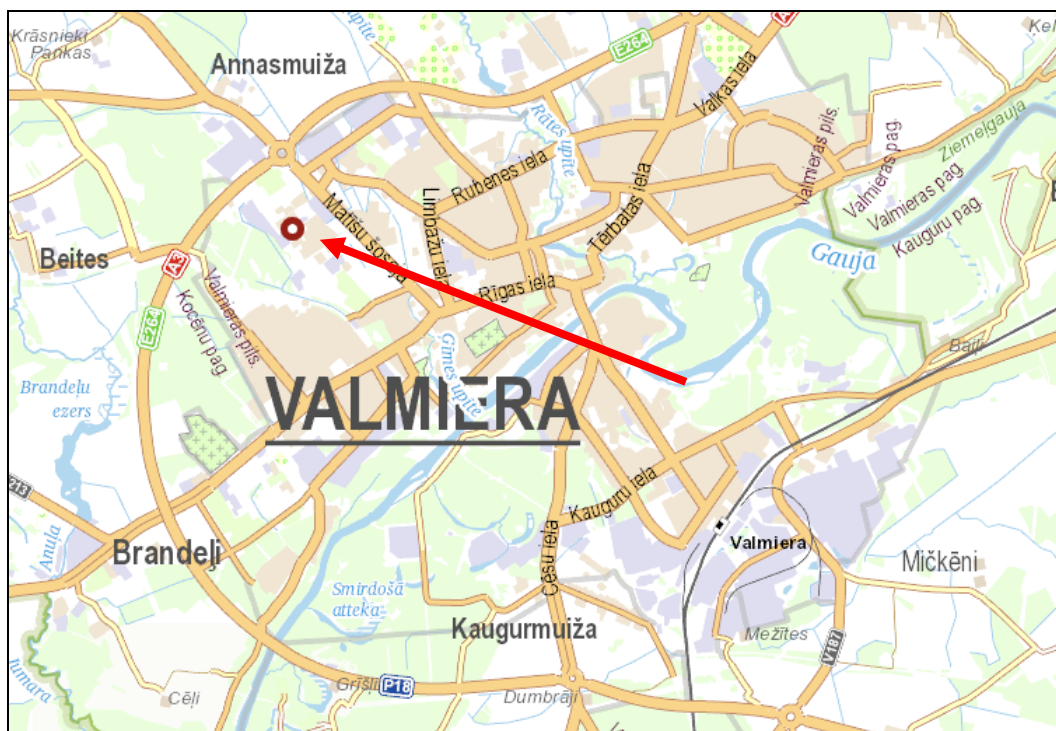 Krāsnieki
Pankas
Annasmuiža
E264
Valkas iela
Rātes upīte
Rubenes iela
Limbažu iela
Matīšu šoseja
Tērbatas iela
Valmieras pils.
Valmieras pag.
Ziemeļgauja
Valmieras pag.
Kauguru pag.
Gauja
Beites
A3
E264
Valmieras pils.
Kocēnu pag.
Rīgas iela
Gīmes upīte
Baiļi
Brandeļu
ezers
VALMIERA
Kauguru iela
Cēsu iela
Valmiera
Mičkēni
Anuļa
Brandeļi
Smirdošā
atteka
Kaugurmuiža
Mežītes
V187
Jumara
Cēļi
Grīšļi
P18
Dumbrāji